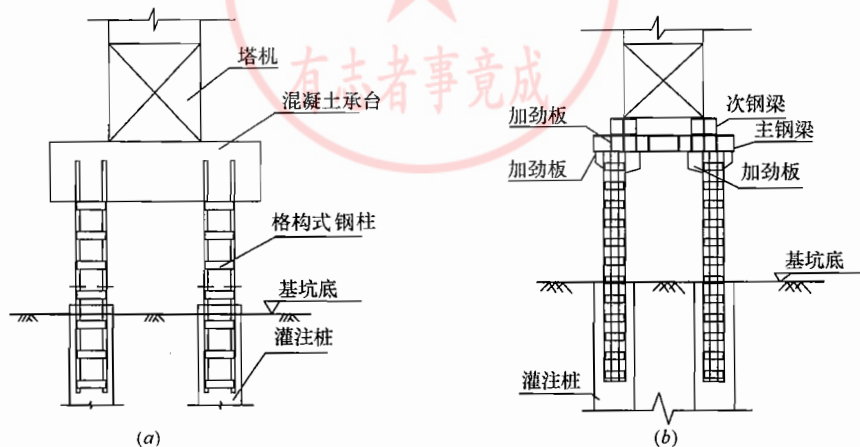 塔机
有志者事竟成
混凝土承台
格构式钢柱
基坑底
灌注桩
(a)
次钢梁
加劲板
主钢梁
加劲板
加劲板
基坑底
灌注桩
(b)